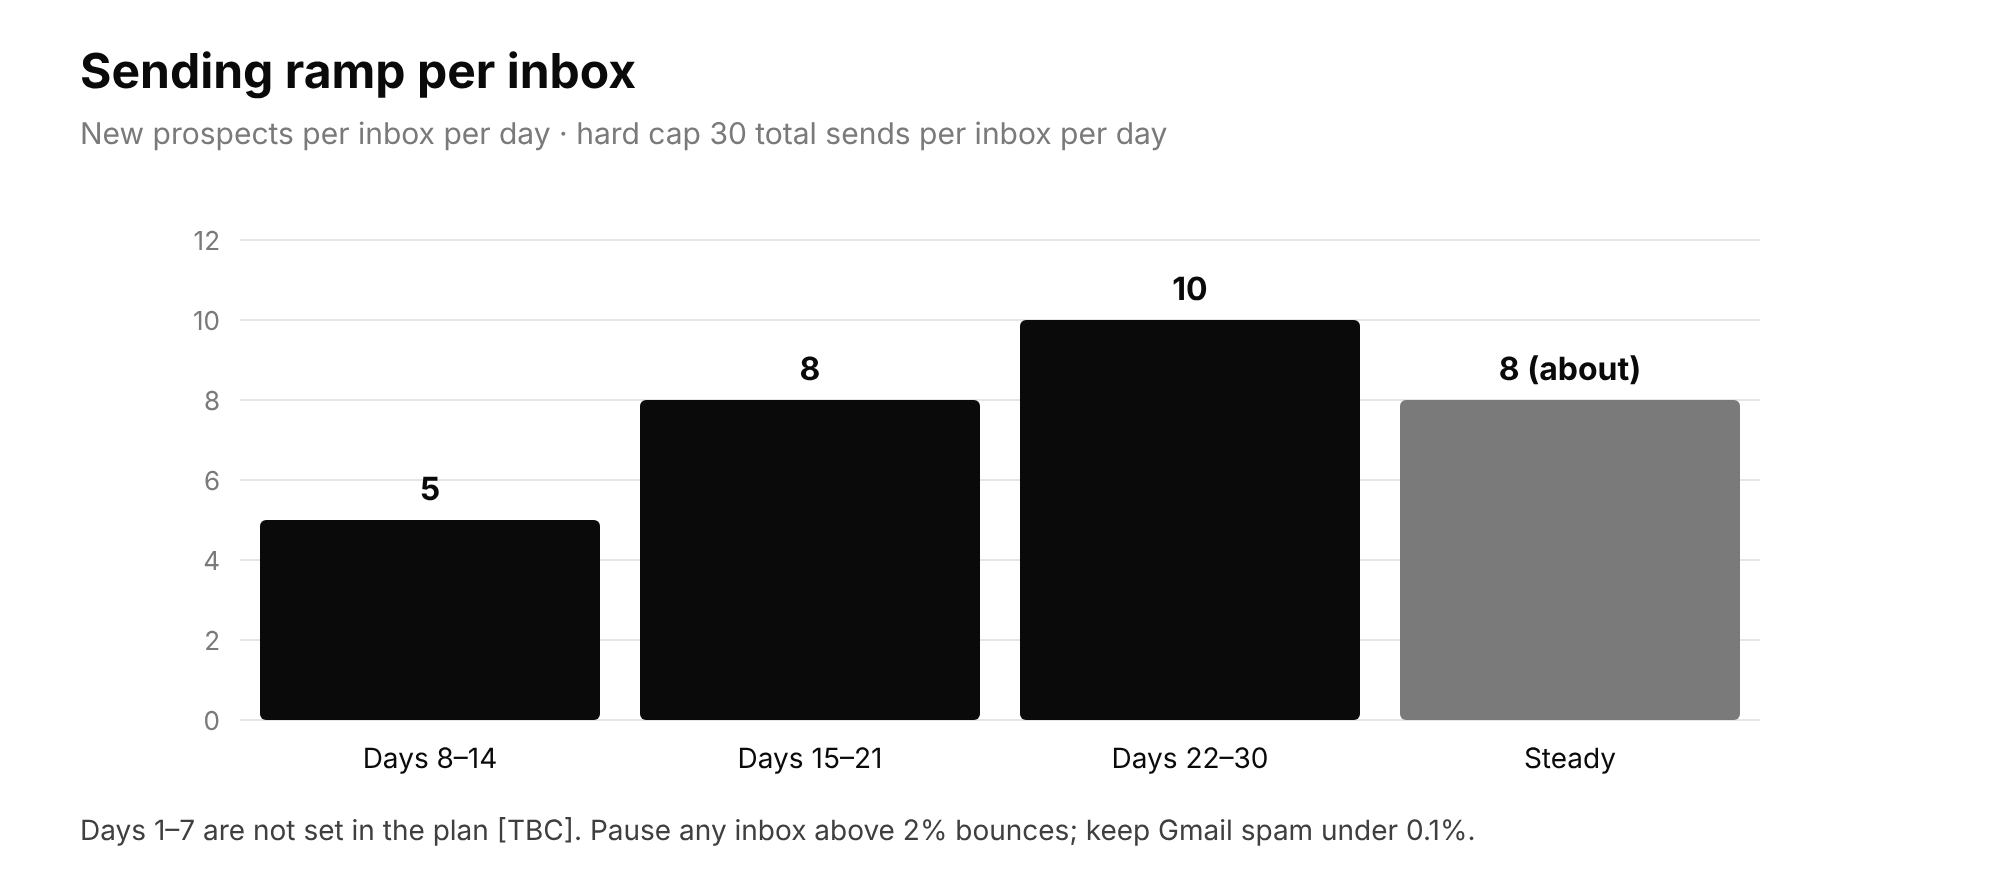 Sending ramp per inbox
New prospects per inbox per day · hard cap 30 total sends per inbox per day
12
10
8
6
4
2
0
5
8
10
8 (about)
Days 8–14
Days 15–21
Days 22–30
Steady
Days 1–7 are not set in the plan [TBC]. Pause any inbox above 2% bounces; keep Gmail spam under 0.1%.